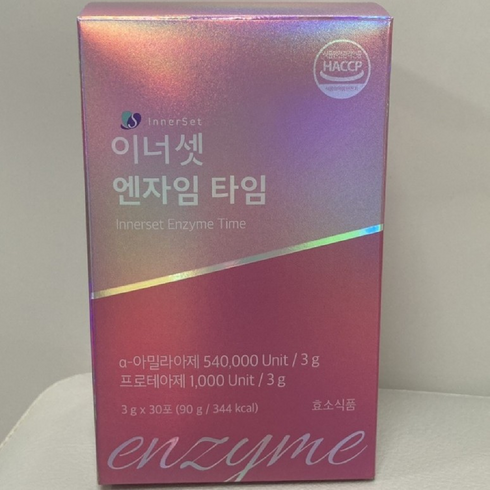 HACCP
InnerSet
이너셋
엔자임 타임
Innerset Enzyme Time
α-아밀라아제 540,000 Unit / 3 g
프로테아제 1,000 Unit / 3 g
3 g x 30포 (90 g / 344 kcal)
효소식품
enzyme